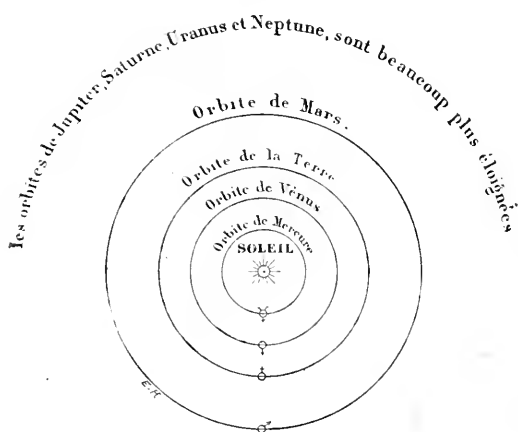 les orbites de Jupiter, Saturne, Uranus et Neptune, sont beaucoup plus éloignées
Orbite de Mars.
Orbite de la Terre
Orbite de Vénus
Orbite de Mercure
SOLEIL
E.H